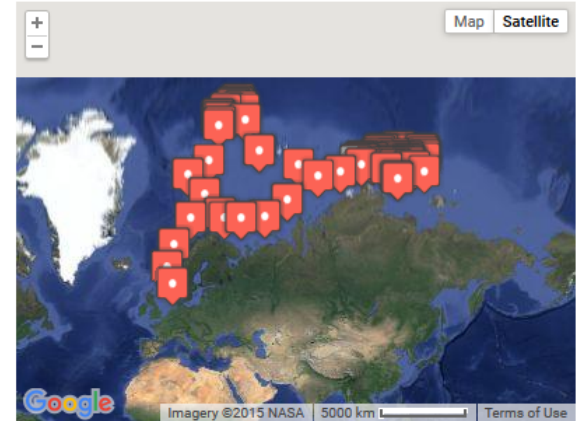 +
Map Satellite
−
Google
Imagery ©2015 NASA 5000 km Terms of Use